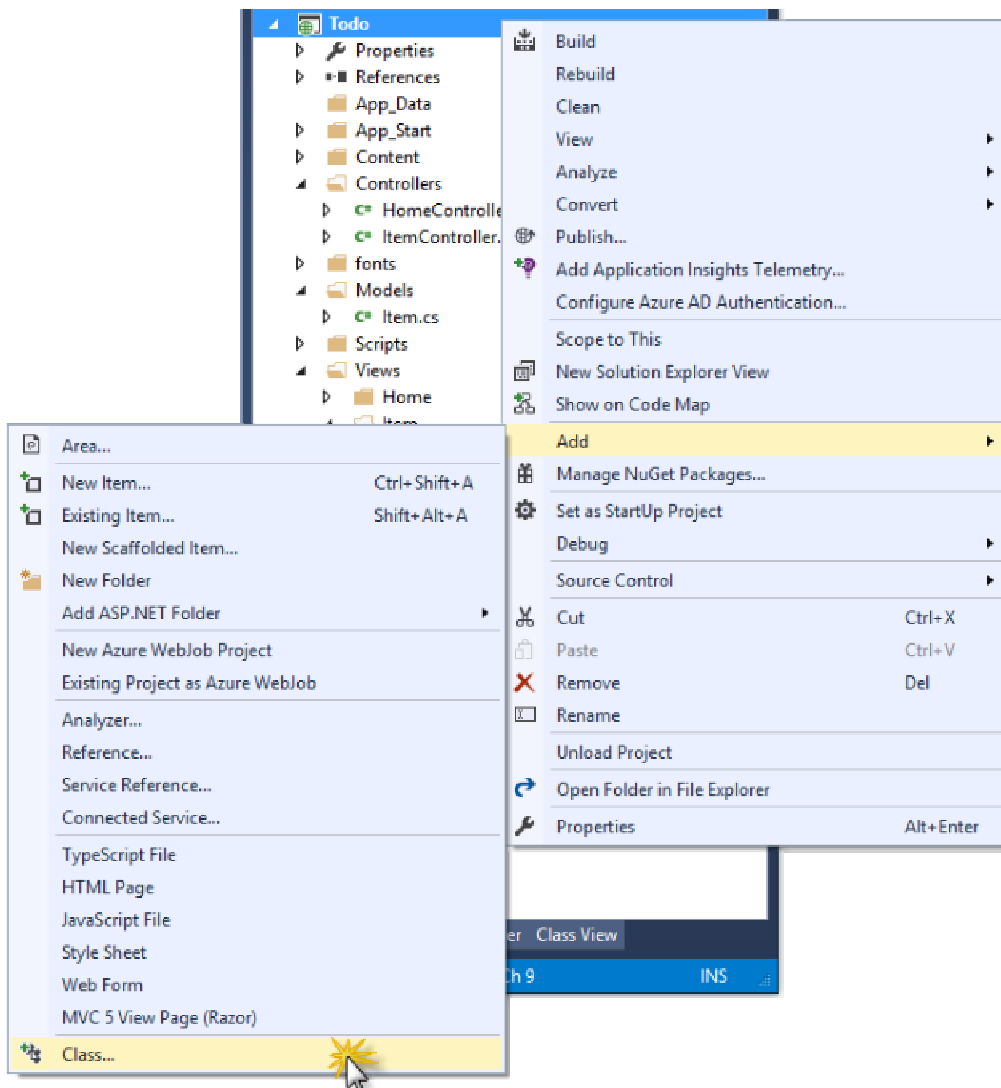 Todo
Properties
References
App_Data
App_Start
Content
Controllers
HomeControlle
ItemController.
fonts
Models
C# Item.cs
Scripts
Views
Home
Item
Build
Rebuild
Clean
View
Analyze
Convert
Publish...
Add Application Insights Telemetry...
Configure Azure AD Authentication...
Scope to This
New Solution Explorer View
Show on Code Map
Add
Manage NuGet Packages...
Set as StartUp Project
Debug
Source Control
Cut Ctrl+X
Paste Ctrl+V
Remove Del
Rename
Unload Project
Open Folder in File Explorer
Properties Alt+Enter
Area...
New Item... Ctrl+Shift+A
Existing Item... Shift+Alt+A
New Scaffolded Item...
New Folder
Add ASP.NET Folder
New Azure WebJob Project
Existing Project as Azure WebJob
Analyzer...
Reference...
Service Reference...
Connected Service...
TypeScript File
HTML Page
JavaScript File
Style Sheet
Web Form
MVC 5 View Page (Razor)
Class...
er Class View
Ch 9 INS